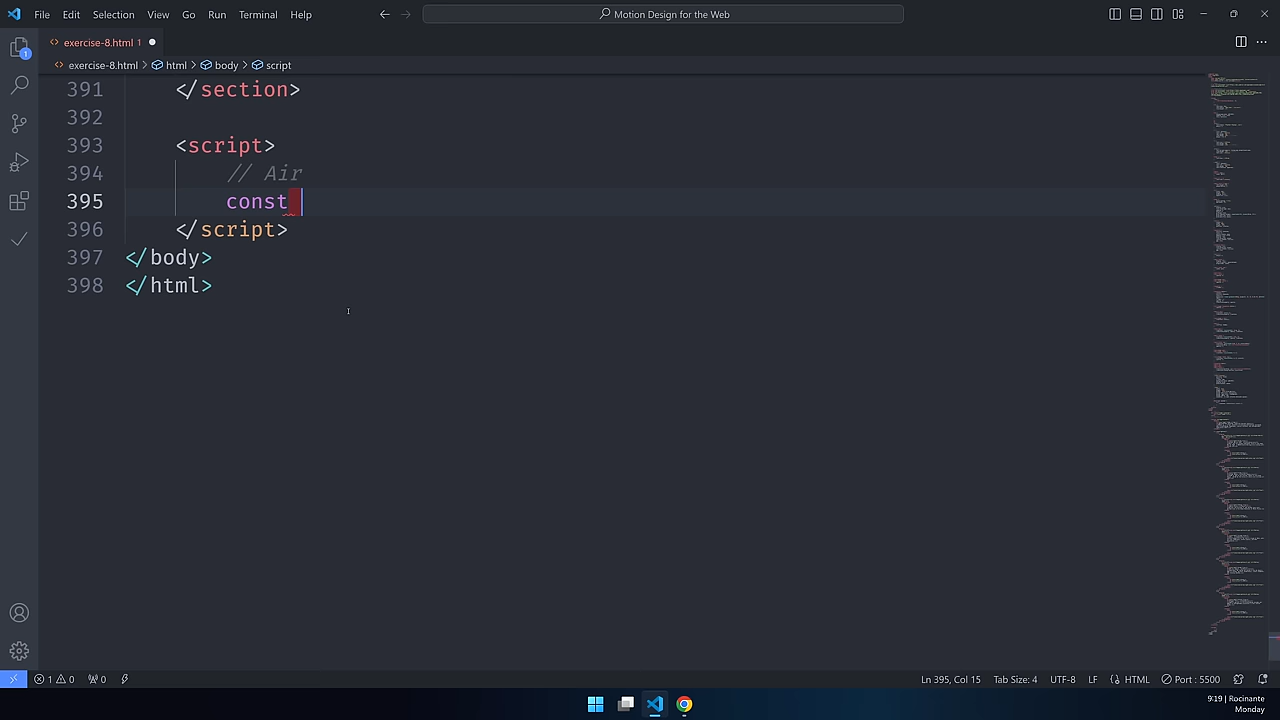 File Edit Selection View Go Run Terminal Help
Motion Design for the Web
exercise-8.html 1
exercise-8.html > html > body > script
1
391 </section>
392
393 <script>
394 // Air
395 const
396 </script>
397 </body>
398 </html>
1 0 0
Ln 395, Col 15 Tab Size: 4 UTF-8 LF HTML Port : 5500
9:19 | Rocinante
Monday